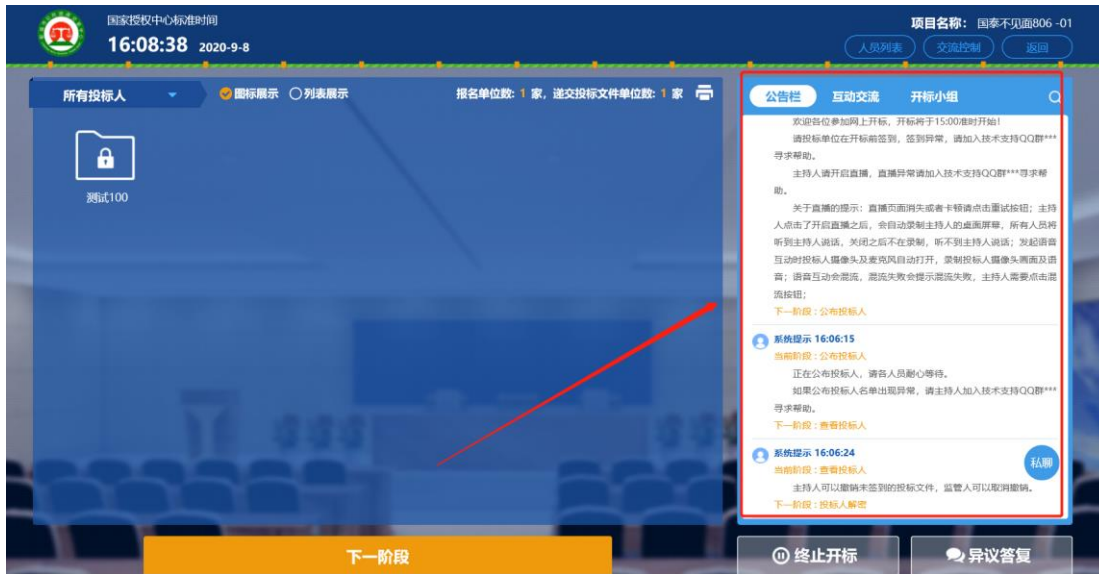 国家授权中心标准时间
16:08:38 2020-9-8
项目名称： 国泰不见面806 -01
人员列表 交流控制 返回
所有投标人 图标展示 列表展示 报名单位数: 1 家，递交投标文件单位数: 1 家
测试100
公告栏 互动交流 开标小组
欢迎各位参加网上开标，开标将于15:00准时开始!
请投标单位在开标前签到，签到异常，请加入技术支持QQ群***
寻求帮助。
主持人请开启直播，直播异常请加入技术支持QQ群***寻求帮
助。
关于直播的提示：直播页面消失或者卡顿请点击重试按钮；主持
人点击了开启直播之后，会自动录制主持人的桌面屏幕，所有人员将
听到主持人说话，关闭之后不在录制，听不到主持人说话；发起语音
互动时投标人摄像头及麦克风自动打开，录制投标人摄像头画面及语
音；语音互动会混流，混流失败会提示混流失败，主持人需要点击混
流按钮；
下一阶段 : 公布投标人
系统提示 16:06:15
当前阶段 : 公布投标人
正在公布投标人，请各人员耐心等待。
如果公布投标人名单出现异常，请主持人加入技术支持QQ群***
寻求帮助。
下一阶段 : 查看投标人
系统提示 16:06:24
当前阶段 : 查看投标人
主持人可以撤销未签到的投标文件，监管人可以取消撤销。
下一阶段 : 投标人解密
私聊
下一阶段
终止开标 异议答复